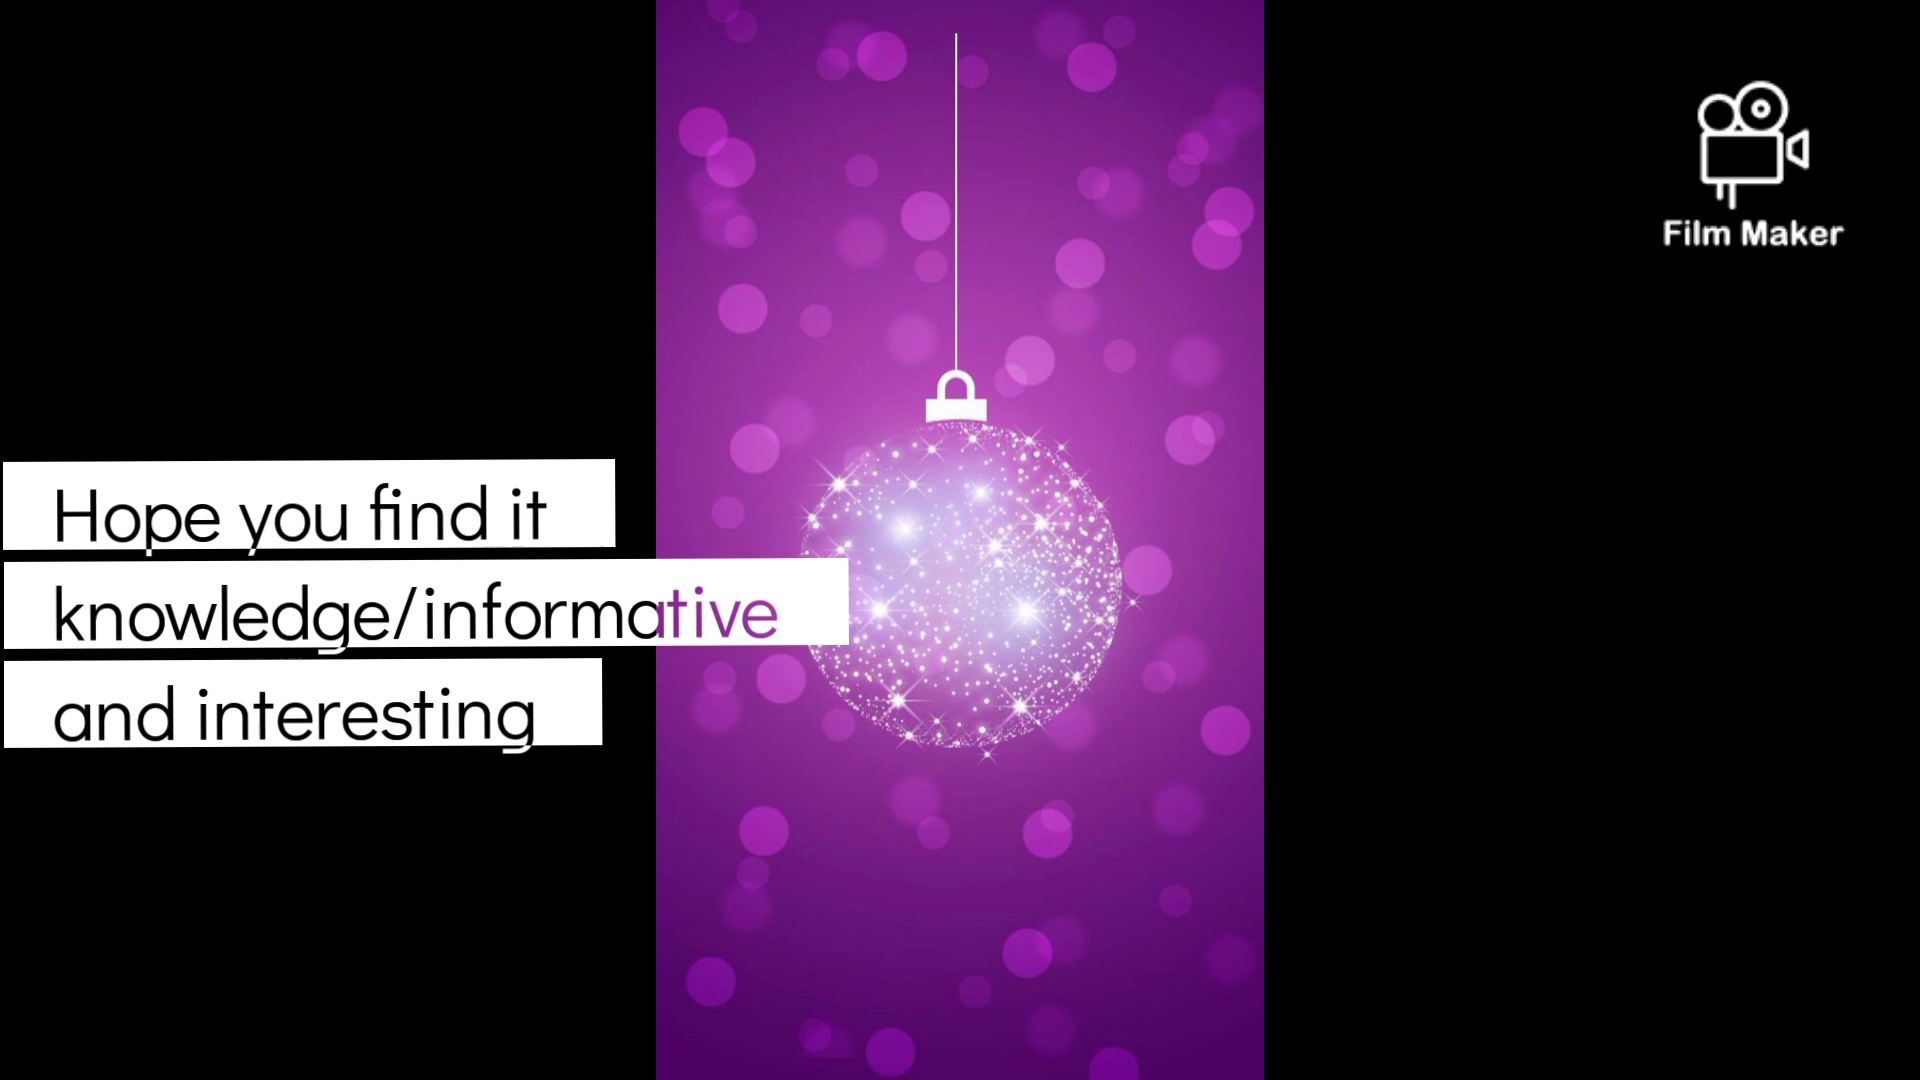 Film Maker
Hope you find it
knowledge/informative
and interesting